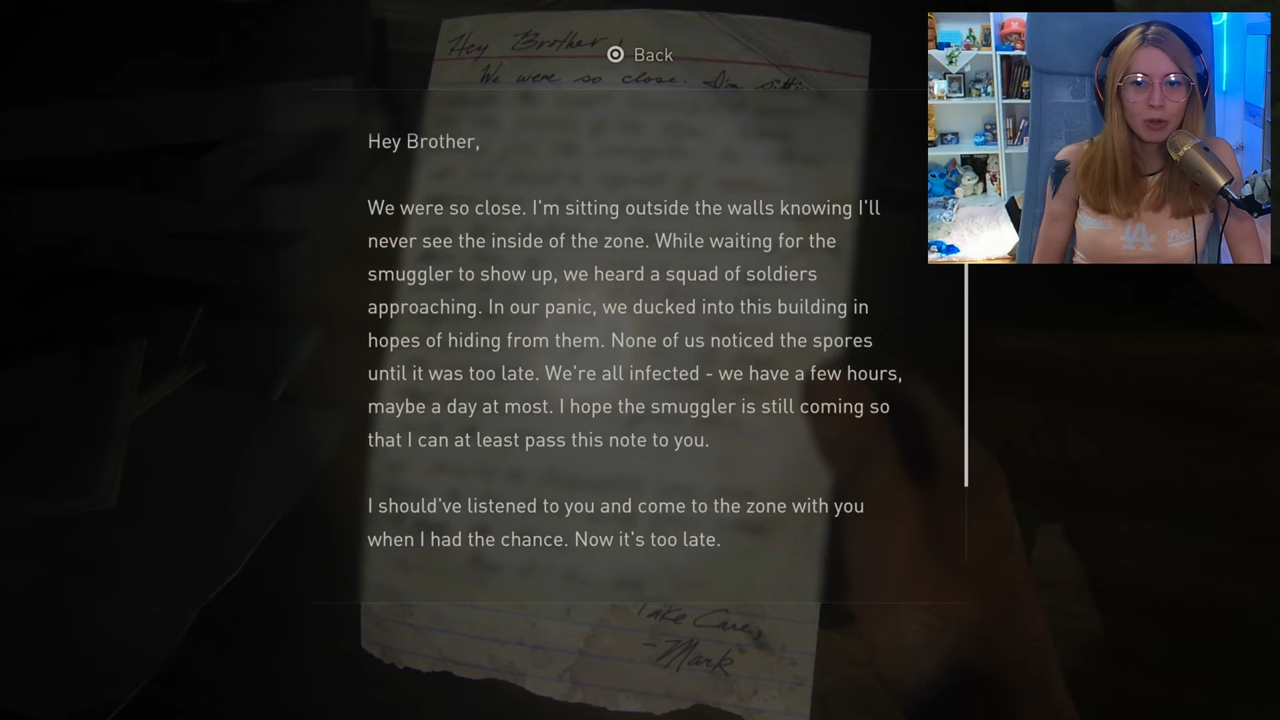 Hey Brother,
Back
We were so close. I'm sittin
Hey Brother,
We were so close. I'm sitting outside the walls knowing I'll
never see the inside of the zone. While waiting for the
smuggler to show up, we heard a squad of soldiers
approaching. In our panic, we ducked into this building in
hopes of hiding from them. None of us noticed the spores
until it was too late. We're all infected - we have a few hours,
maybe a day at most. I hope the smuggler is still coming so
that I can at least pass this note to you.
I should've listened to you and come to the zone with you
when I had the chance. Now it's too late.
Take Care,
-Mark
LA